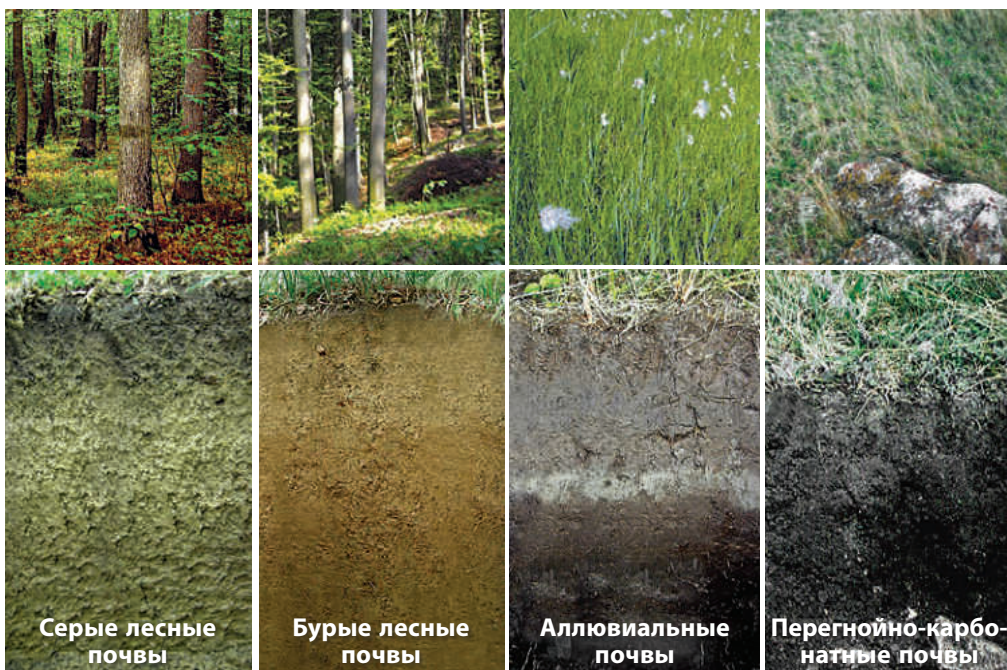 Серые лесные
почвы
Бурые лесные
почвы
Аллювиальные
почвы
Перегнойно-карбо-
натные почвы